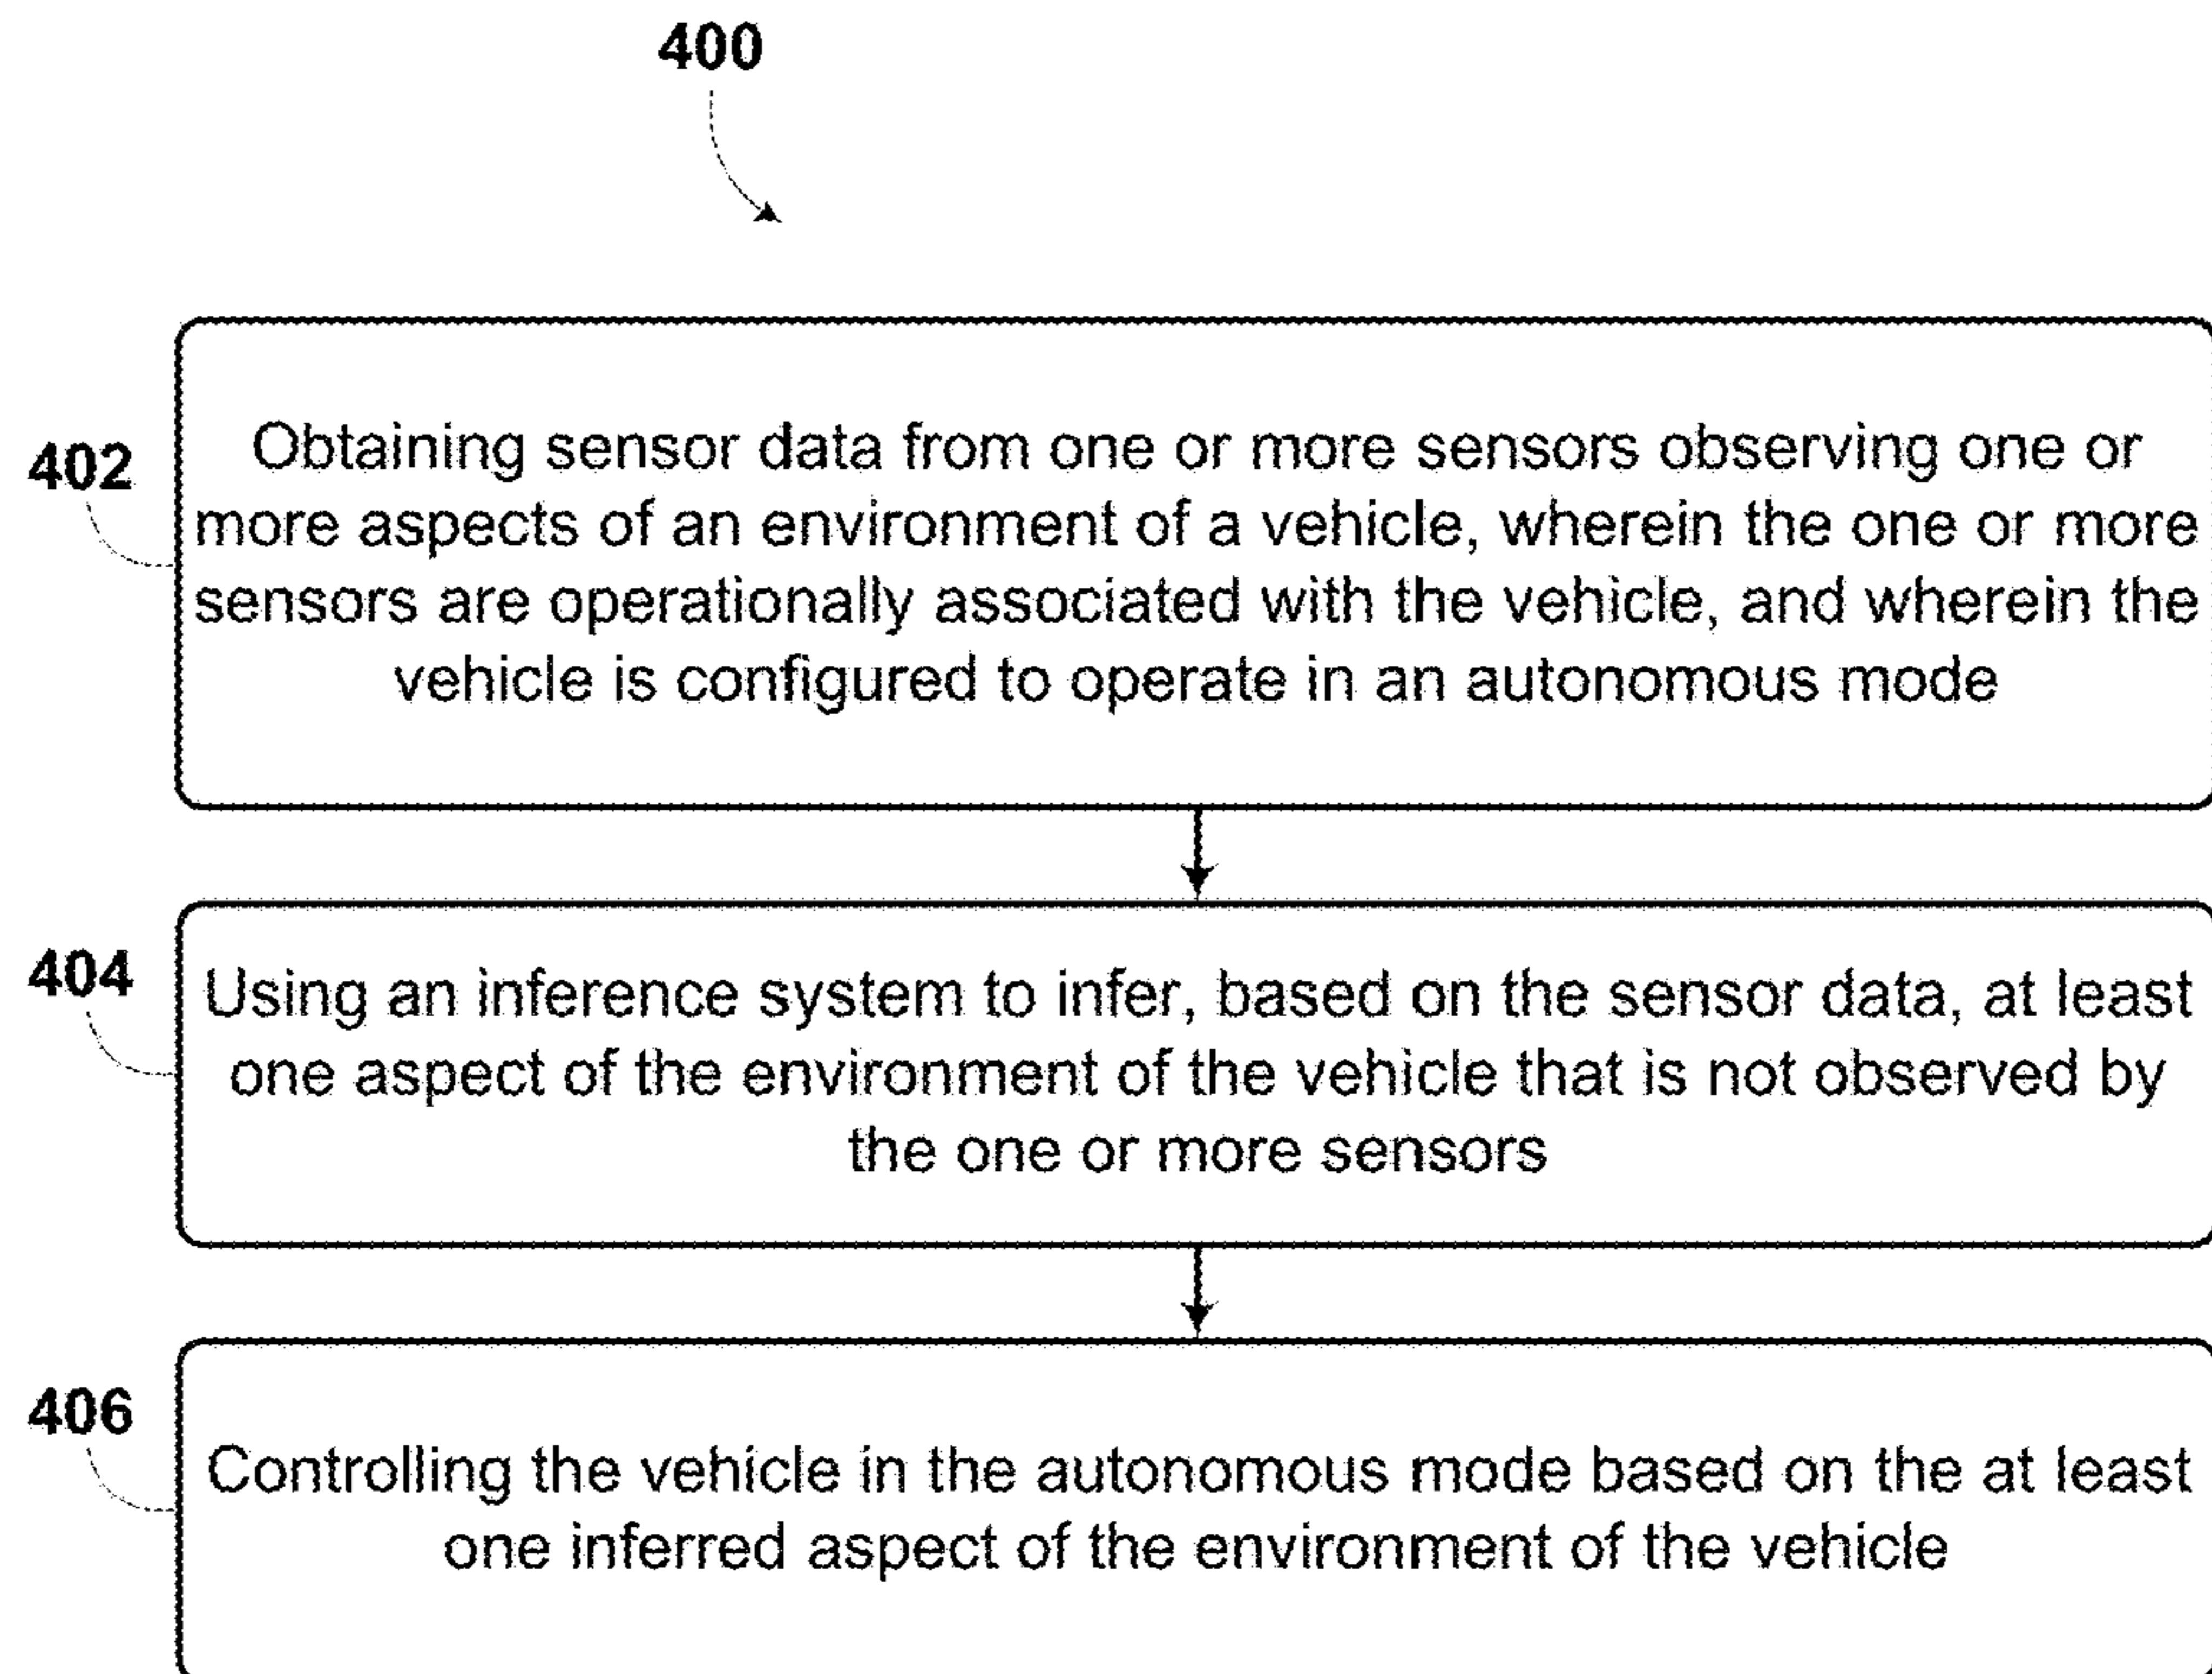 400
402
Obtaining sensor data from one or more sensors observing one or
more aspects of an environment of a vehicle, wherein the one or more
sensors are operationally associated with the vehicle, and wherein the
vehicle is configured to operate in an autonomous mode
404
Using an inference system to infer, based on the sensor data, at least
one aspect of the environment of the vehicle that is not observed by
the one or more sensors
406
Controlling the vehicle in the autonomous mode based on the at least
one inferred aspect of the environment of the vehicle